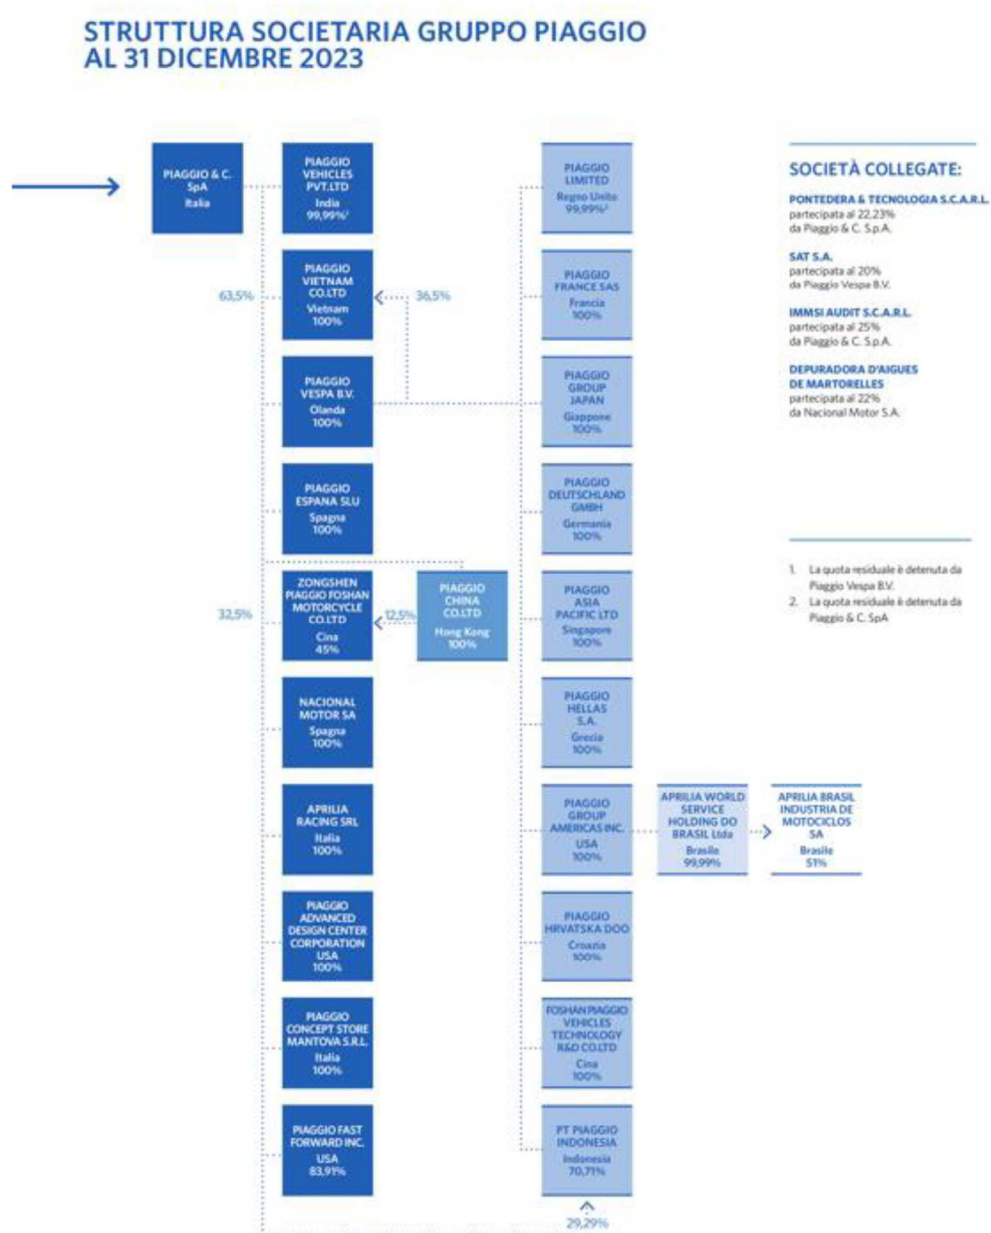 STRUTTURA SOCIETARIA GRUPPO PIAGGIO
AL 31 DICEMBRE 2023
PIAGGIO & C.
SpA
Italia
PIAGGIO
VEHICLES
PVT.LTD
India
99,99%¹
63,5%
PIAGGIO
VIETNAM
CO.LTD
Vietnam
100%
36,5%
PIAGGIO
VESPA B.V.
Olanda
100%
PIAGGIO
ESPANA SLU
Spagna
100%
32,5%
ZONGSHEN
PIAGGIO FOSHAN
MOTORCYCLE
CO.LTD
Cina
45%
12,5%
PIAGGIO
CHINA
CO.LTD
Hong Kong
100%
NACIONAL
MOTOR SA
Spagna
100%
APRILIA
RACING SRL
Italia
100%
PIAGGIO
ADVANCED
DESIGN CENTER
CORPORATION
USA
100%
PIAGGIO
CONCEPT STORE
MANTOVA S.R.L.
Italia
100%
PIAGGIO FAST
FORWARD INC.
USA
83,91%
PIAGGIO
LIMITED
Regno Unito
99,99%²
PIAGGIO
FRANCE SAS
Francia
100%
PIAGGIO
GROUP
JAPAN
Giappone
100%
PIAGGIO
DEUTSCHLAND
GMBH
Germania
100%
PIAGGIO
ASIA
PACIFIC LTD
Singapore
100%
PIAGGIO
HELLAS
S.A.
Grecia
100%
PIAGGIO
GROUP
AMERICAS INC.
USA
100%
APRILIA WORLD
SERVICE
HOLDING DO
BRASIL Ltda
Brasile
99,99%
APRILIA BRASIL
INDUSTRIA DE
MOTOCICLOS
SA
Brasile
51%
PIAGGIO
HRVATSKA DOO
Croazia
100%
FOSHAN PIAGGIO
VEHICLES
TECHNOLOGY
R&D CO.LTD
Cina
100%
PT PIAGGIO
INDONESIA
Indonesia
70,71%
29,29%
SOCIETÀ COLLEGATE:
PONTEDERA & TECNOLOGIA S.C.A.R.L.
partecipata al 22,23%
da Piaggio & C. S.p.A.
SAT S.A.
partecipata al 20%
da Piaggio Vespa B.V.
IMMSI AUDIT S.C.A.R.L.
partecipata al 25%
da Piaggio & C. S.p.A.
DEPURADORA D'AIGUES
DE MARTORELLES
partecipata al 22%
da Nacional Motor S.A.
1. La quota residuale è detenuta da
Piaggio Vespa B.V.
2. La quota residuale è detenuta da
Piaggio & C. SpA